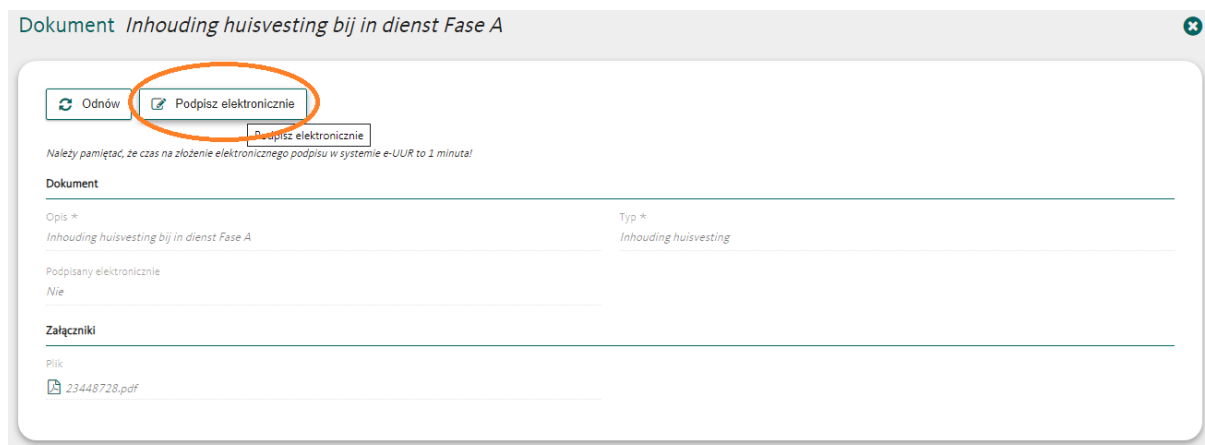 Dokument Inhouding huisvesting bij in dienst Fase A
Odnów Podpisz elektronicznie
Podpisz elektronicznie
Należy pamiętać, że czas na złożenie elektronicznego podpisu w systemie e-UUR to 1 minuta!
Dokument
Opis * Typ *
Inhouding huisvesting bij in dienst Fase A Inhouding huisvesting
Podpisany elektronicznie
Nie
Załączniki
Plik
23448728.pdf